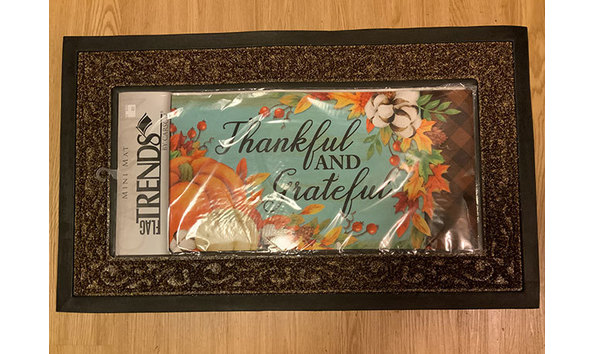 Thankful
AND
Grateful
MINI MAT
FLAG
TRENDS